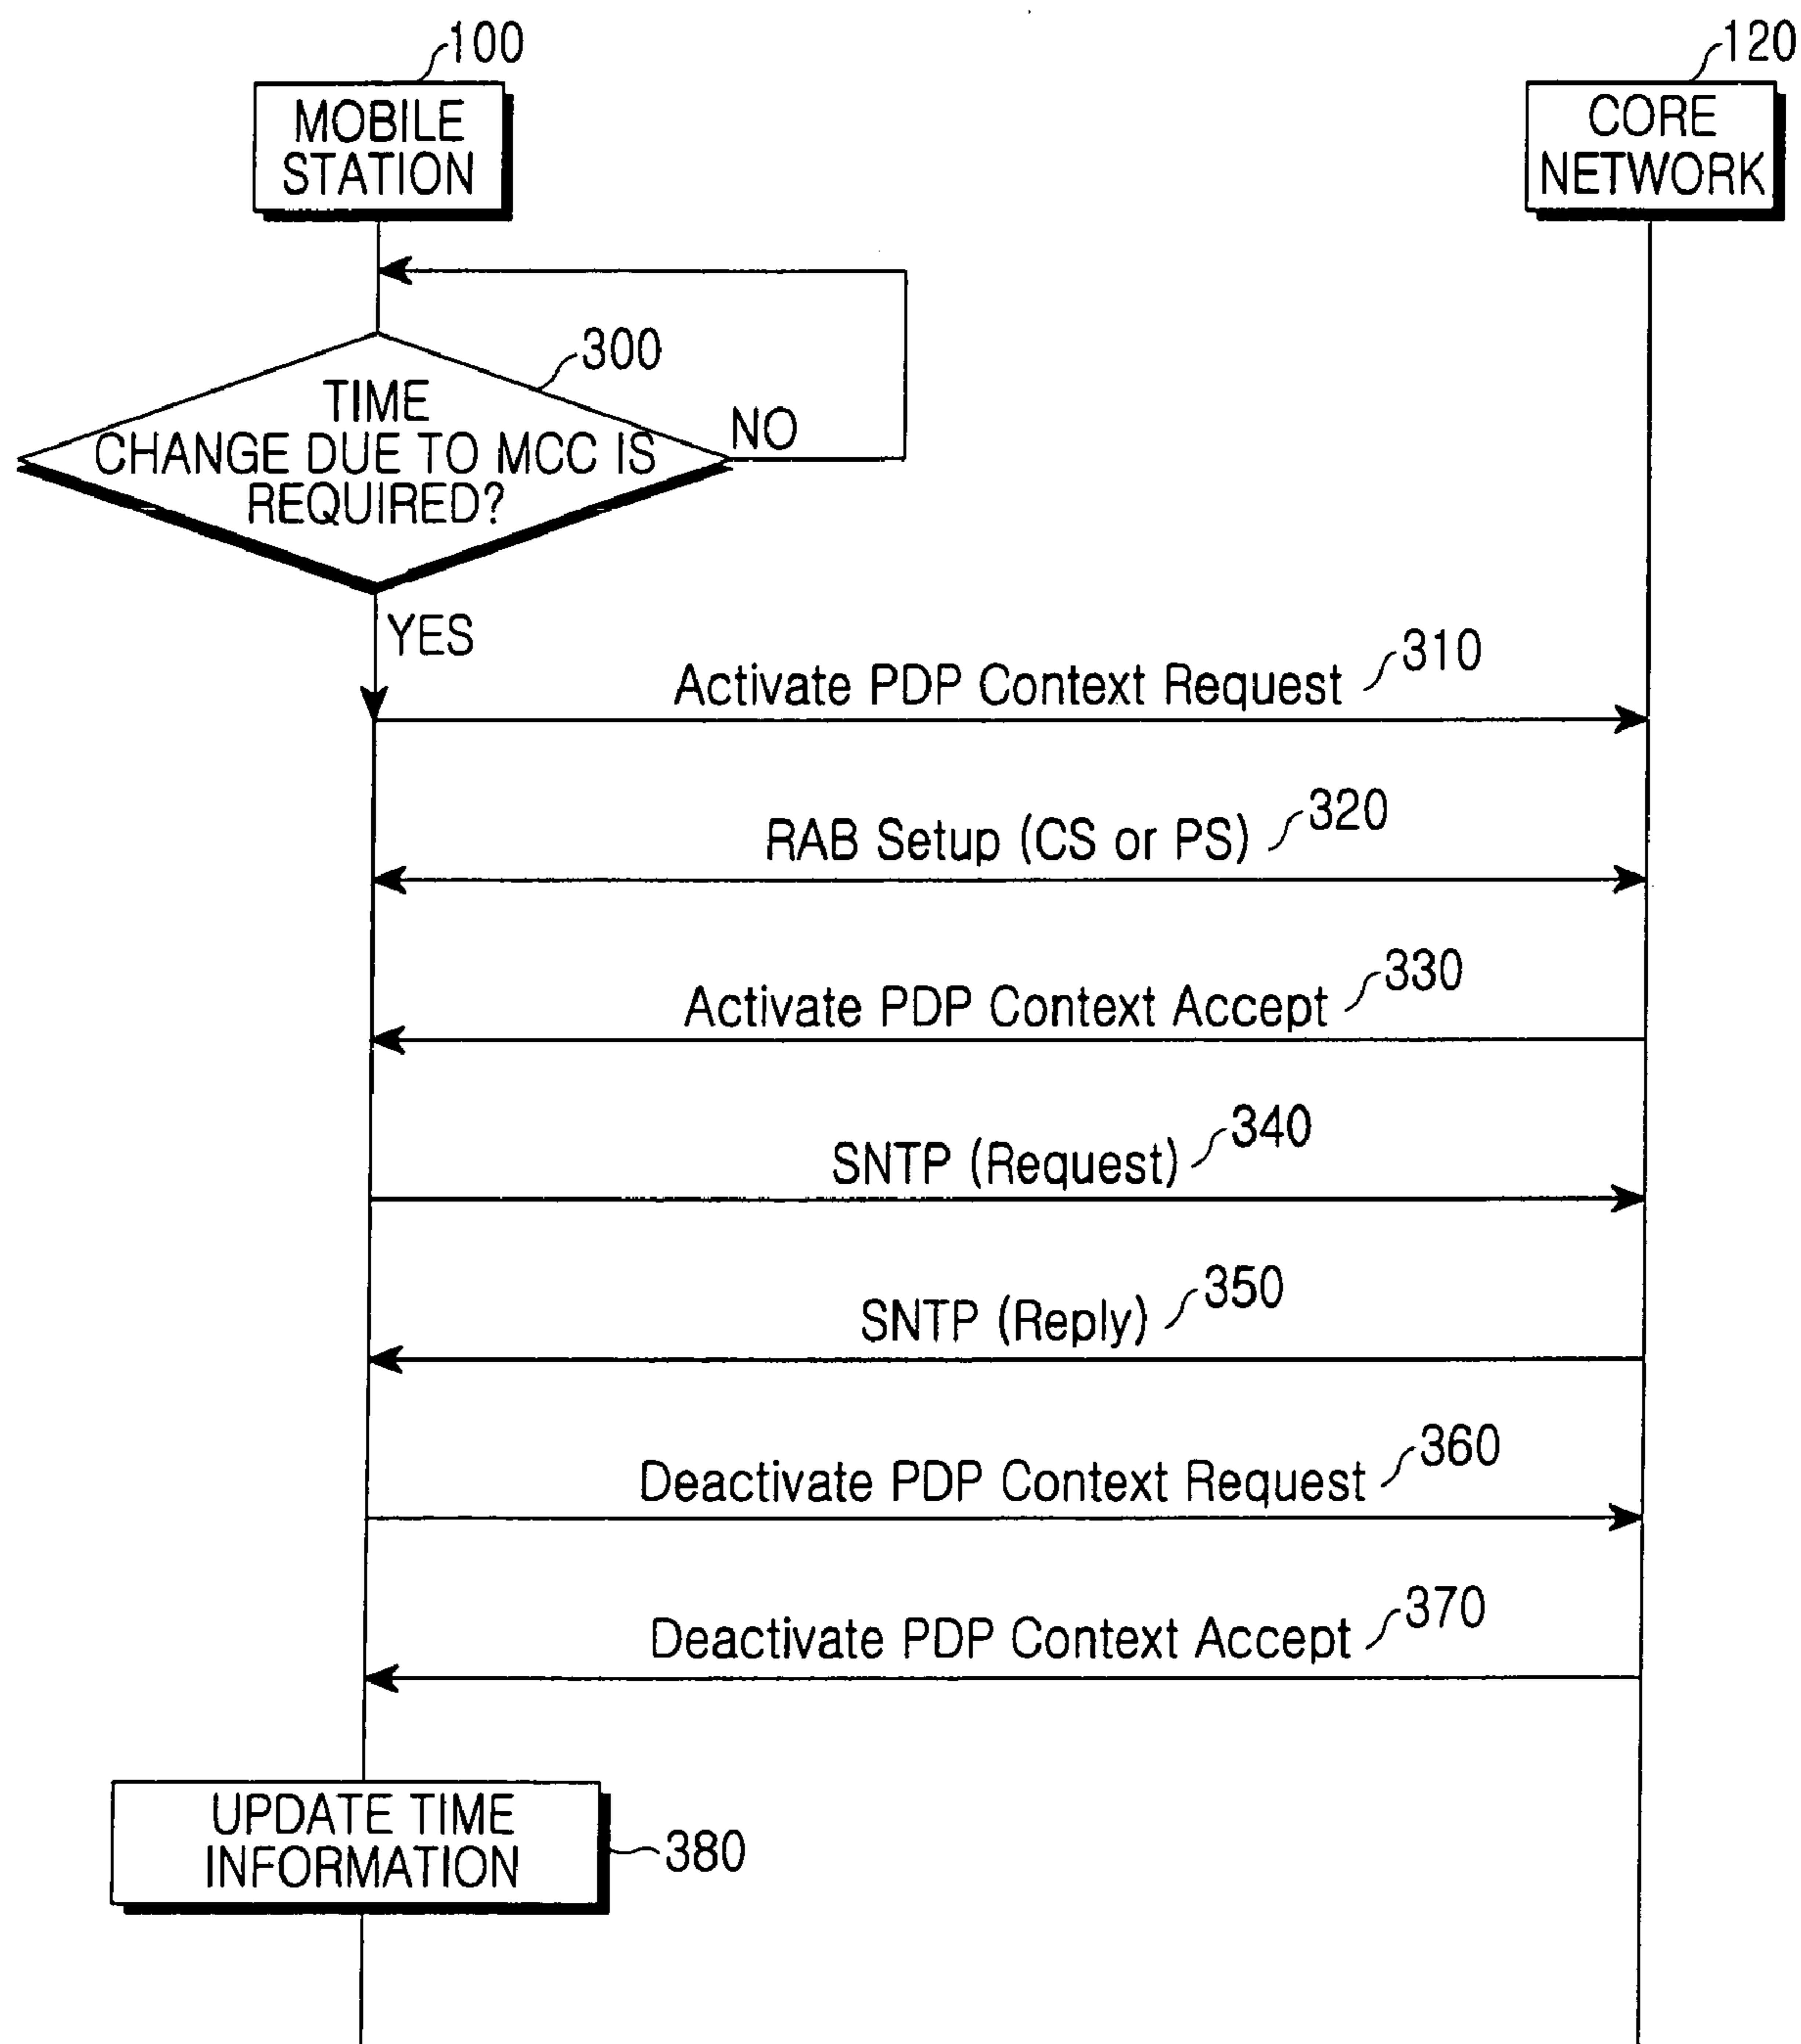 100
MOBILE
STATION
120
CORE
NETWORK
300
TIME
CHANGE DUE TO MCC IS
REQUIRED?
NO
YES
Activate PDP Context Request 310
RAB Setup (CS or PS) 320
Activate PDP Context Accept 330
SNTP (Request) 340
SNTP (Reply) 350
Deactivate PDP Context Request 360
Deactivate PDP Context Accept 370
UPDATE TIME
INFORMATION
380